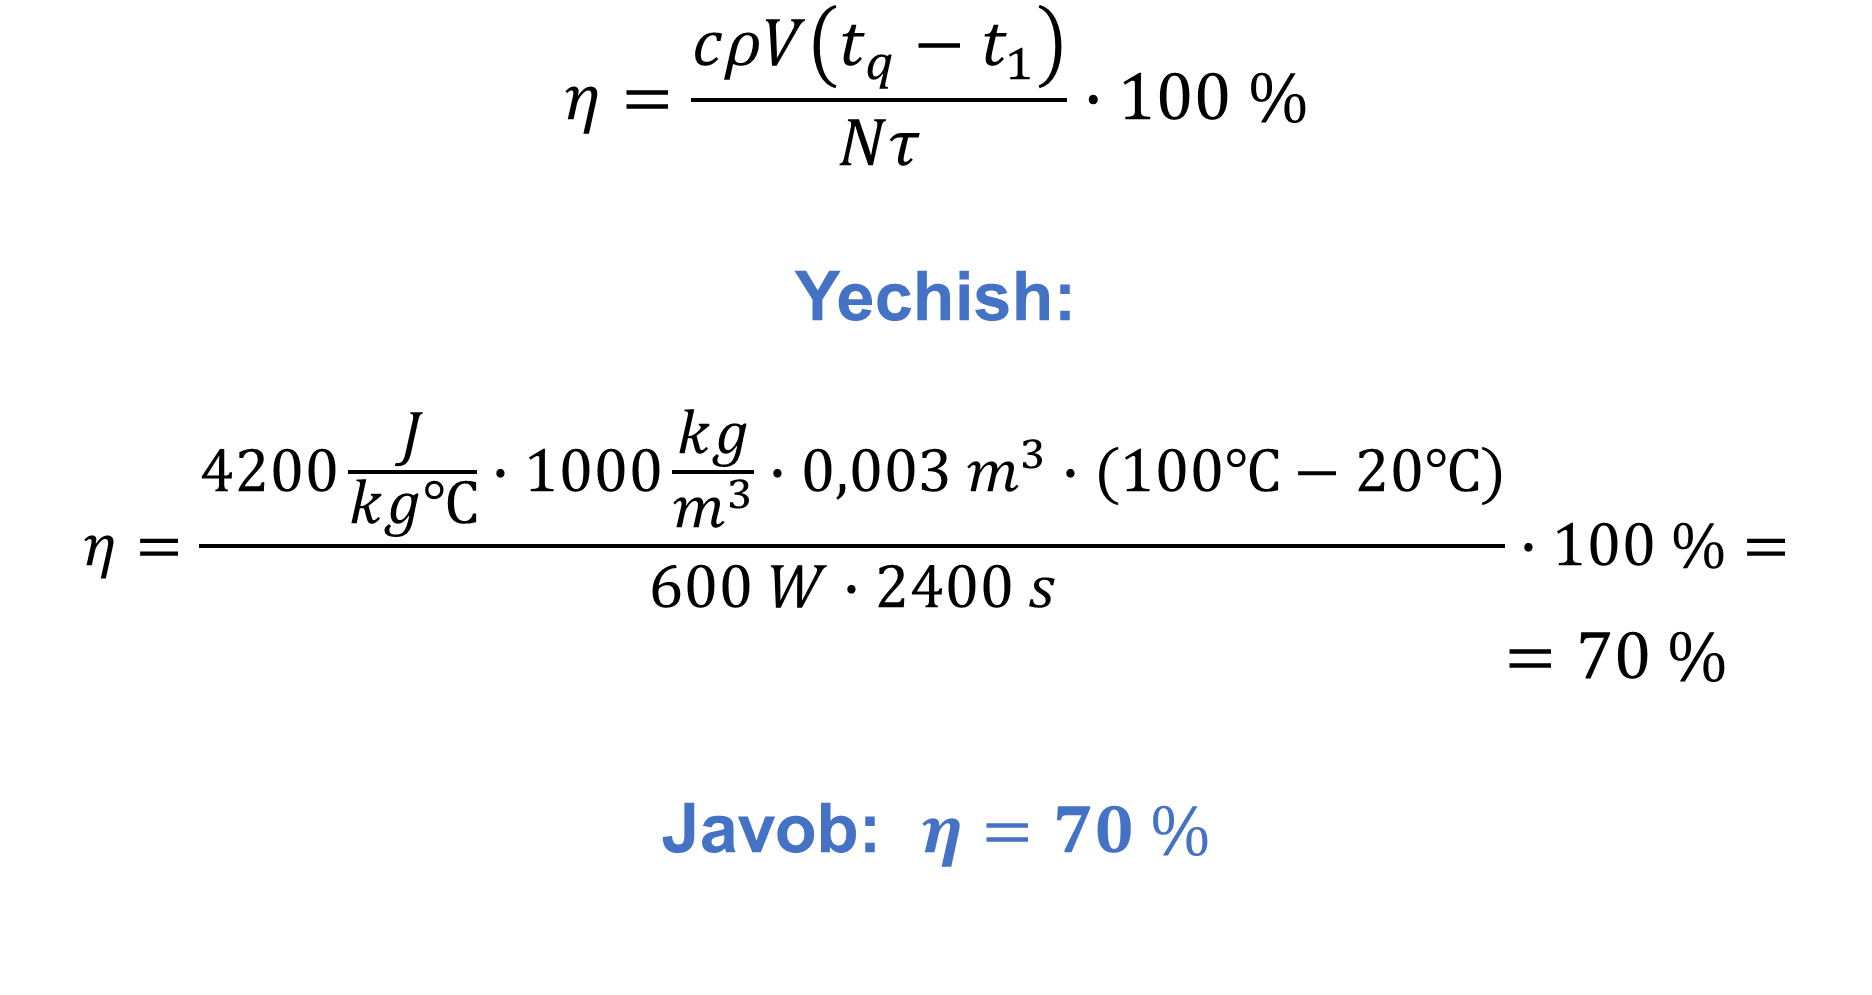 η = cρV(t_q − t_1) / Nτ · 100 %
Yechish:
η = 4200 J/kg℃ · 1000 kg/m³ · 0,003 m³ · (100℃ − 20℃) / 600 W · 2400 s · 100 % =
= 70 %
Javob: η = 70 %